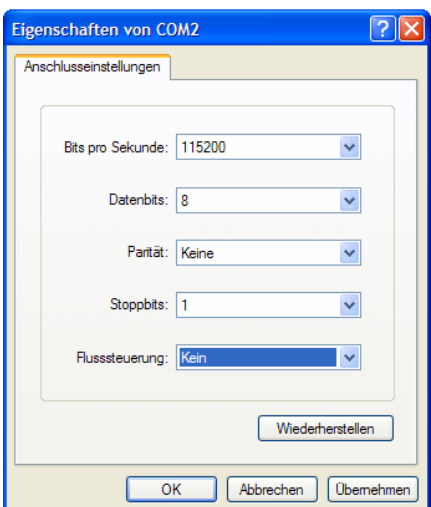 Eigenschaften von COM2
Anschlusseinstellungen
Bits pro Sekunde: 115200
Datenbits: 8
Parität: Keine
Stoppbits: 1
Flusssteuerung: Kein
Wiederherstellen
OK Abbrechen Übernehmen